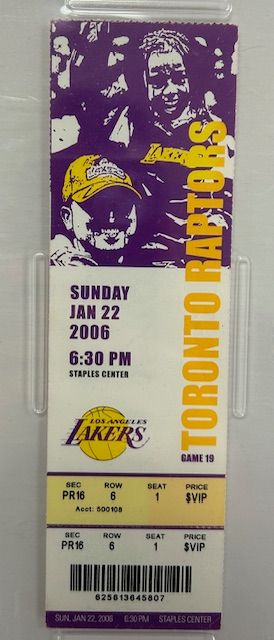 LAKERS
LAKERS
TORONTO RAPTORS
SUNDAY
JAN 22
2006
6:30 PM
STAPLES CENTER
LOS ANGELES
LAKERS
GAME 19
SEC ROW SEAT PRICE
PR16 6 1 $VIP
Acct: 500108
SEC ROW SEAT PRICE
PR16 6 1 $VIP
625613645807
SUN, JAN 22, 2006 6:30 PM STAPLES CENTER